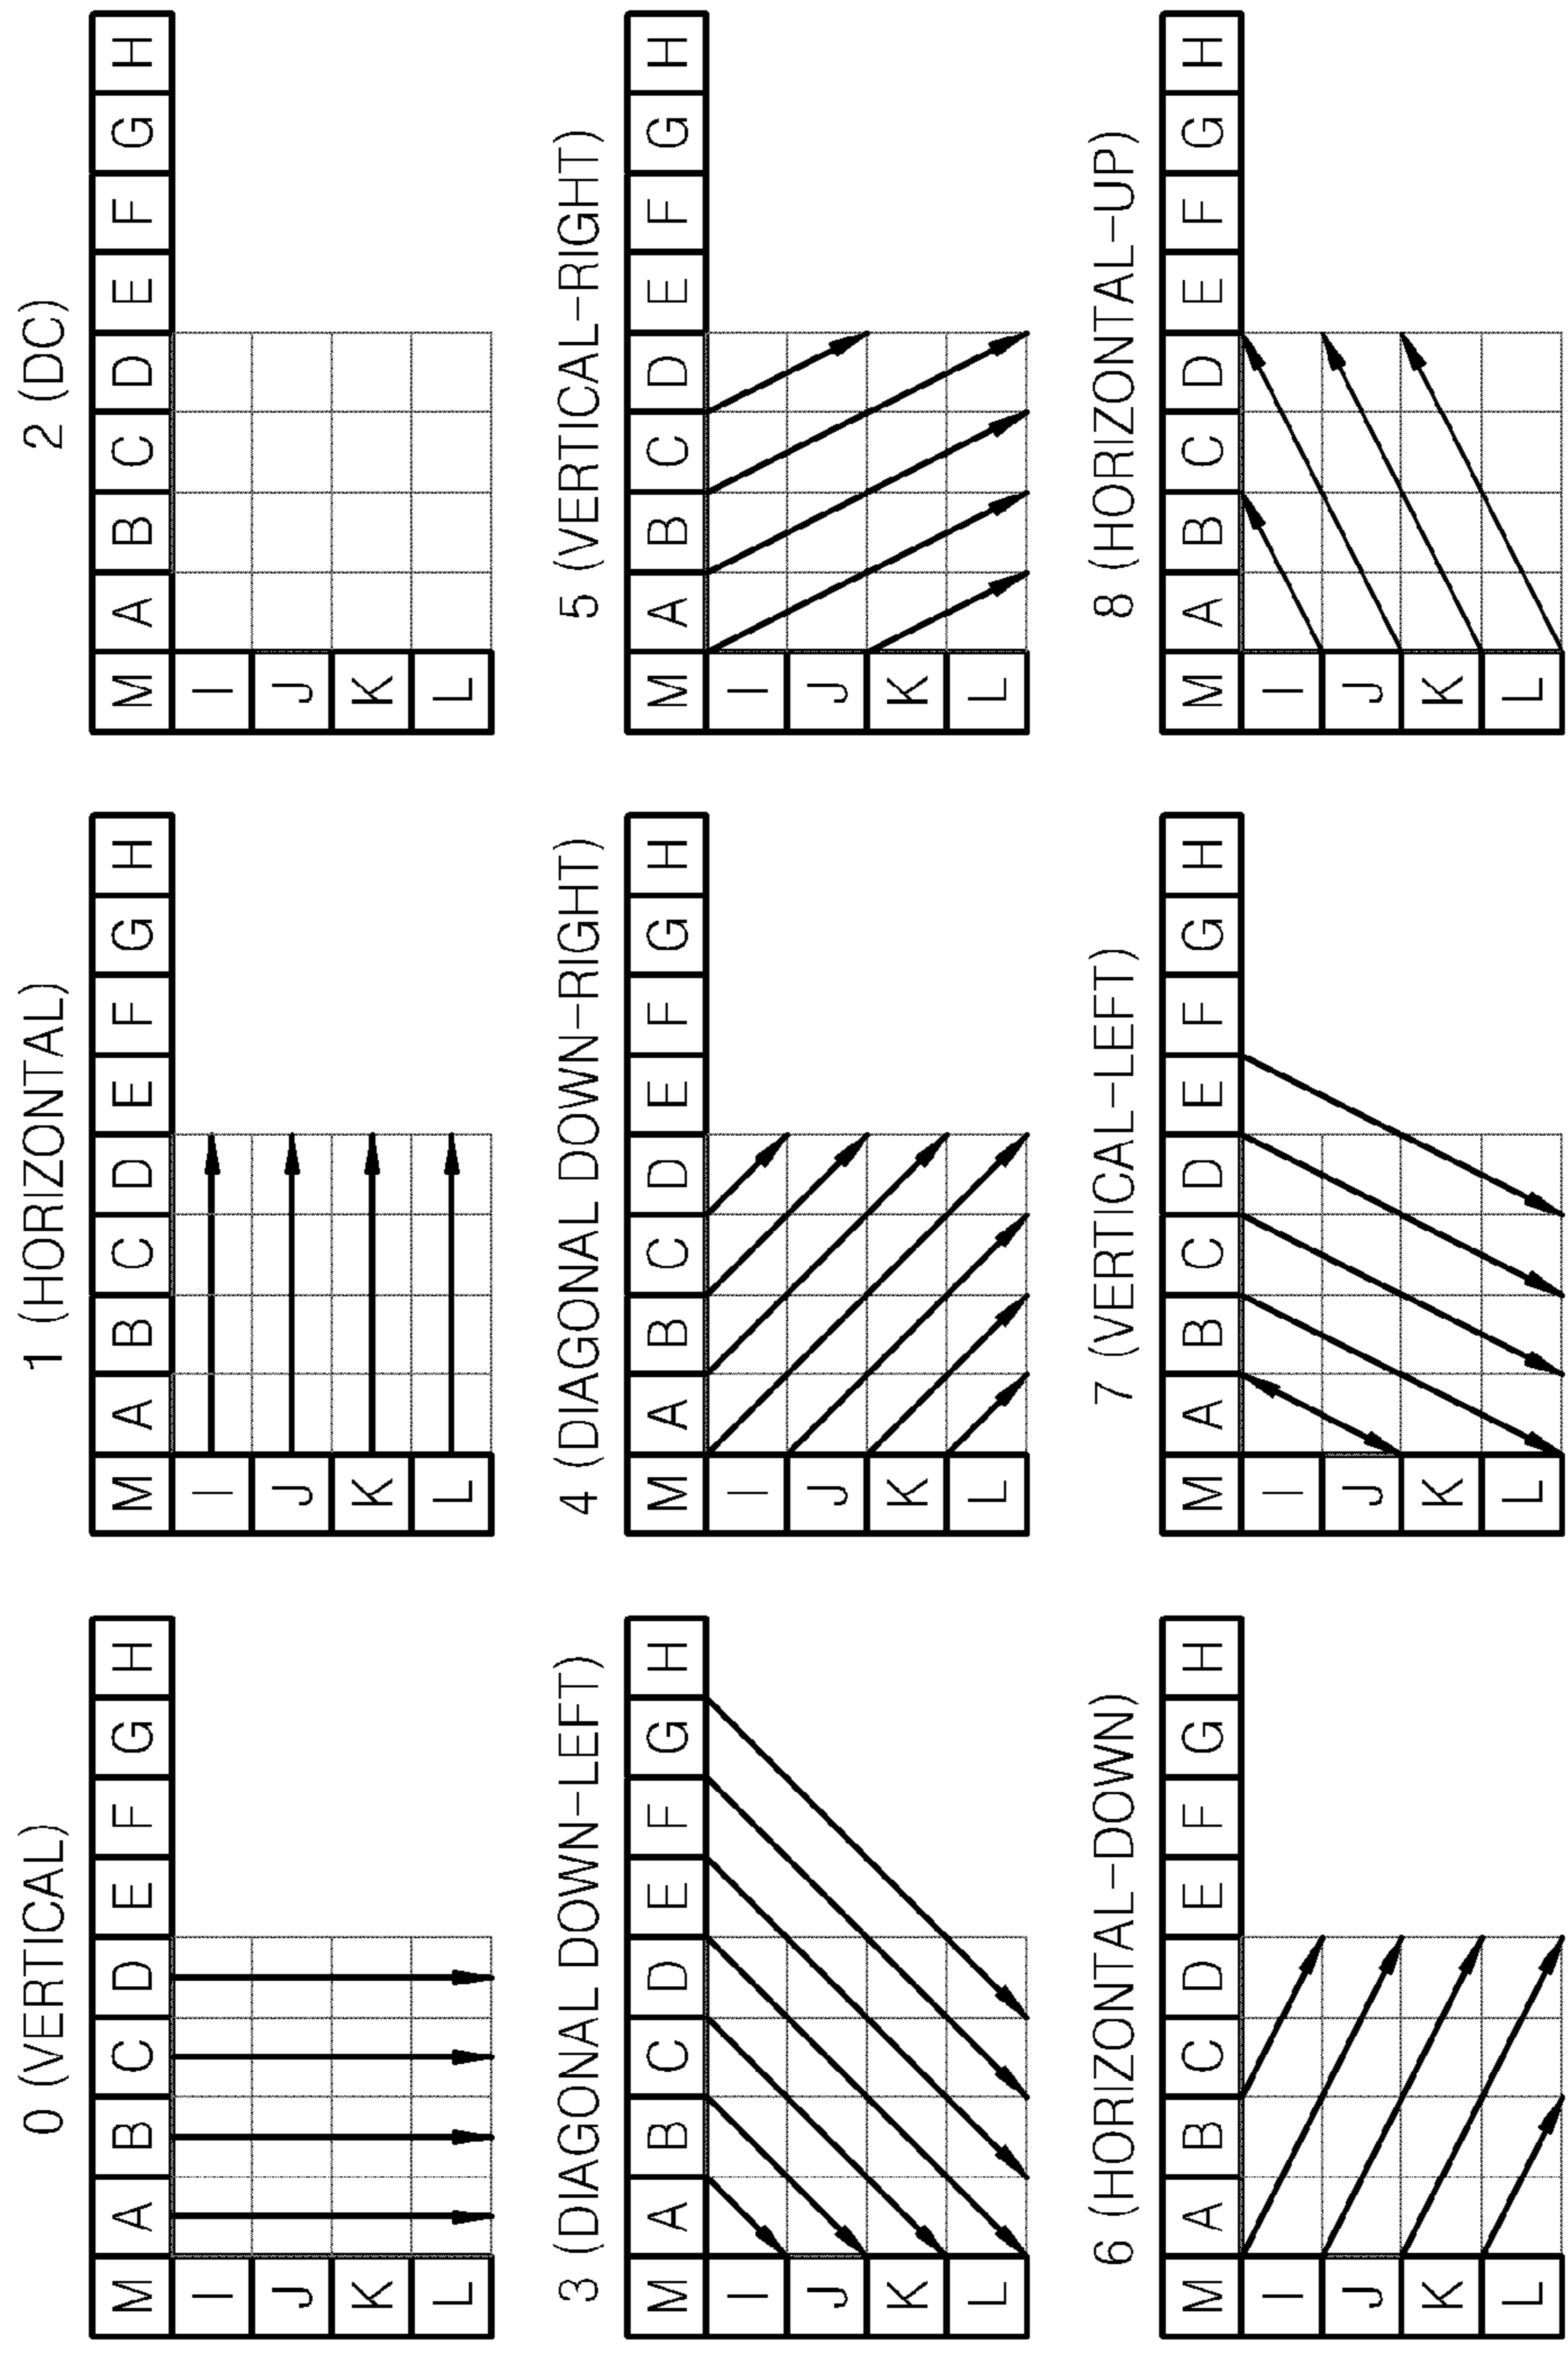 0 (VERTICAL)
M A B C D E F G H
I
J
K
L
1 (HORIZONTAL)
M A B C D E F G H
I
J
K
L
2 (DC)
M A B C D E F G H
I
J
K
L
3 (DIAGONAL DOWN-LEFT)
M A B C D E F G H
I
J
K
L
4 (DIAGONAL DOWN-RIGHT)
M A B C D E F G H
I
J
K
L
5 (VERTICAL-RIGHT)
M A B C D E F G H
I
J
K
L
6 (HORIZONTAL-DOWN)
M A B C D E F G H
I
J
K
L
7 (VERTICAL-LEFT)
M A B C D E F G H
I
J
K
L
8 (HORIZONTAL-UP)
M A B C D E F G H
I
J
K
L